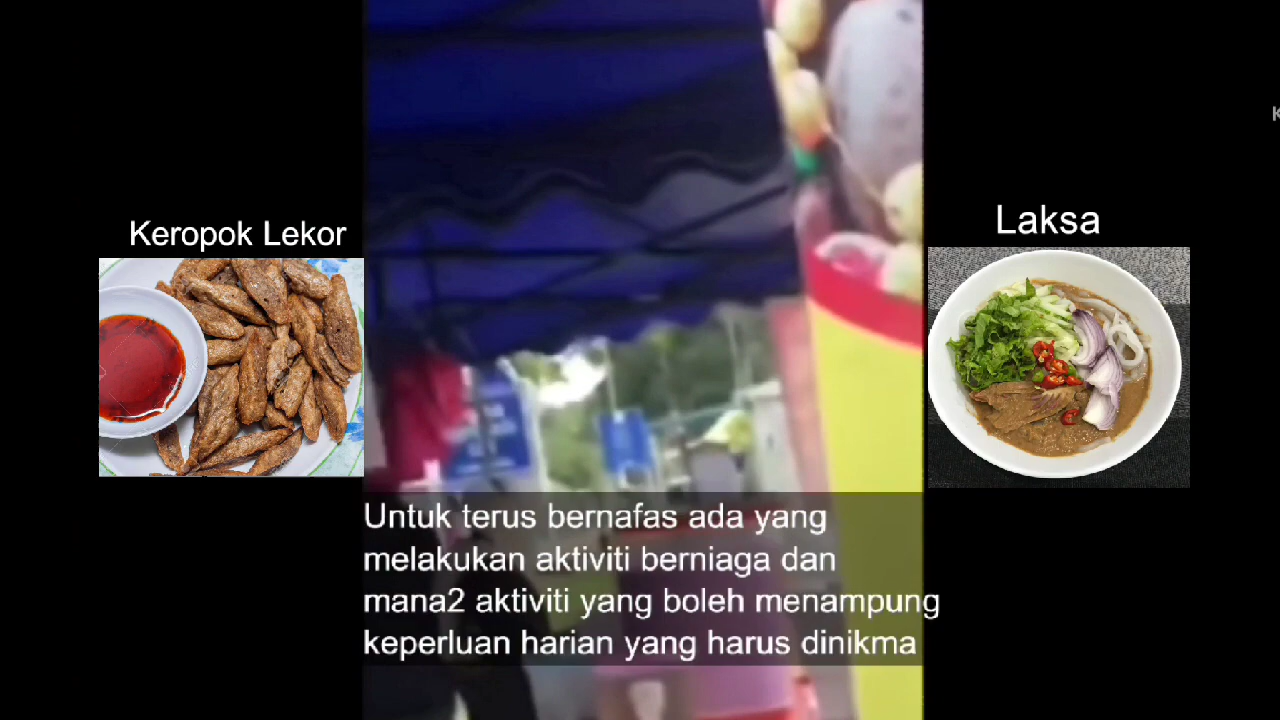 Keropok Lekor
Laksa
Untuk terus bernafas ada yang
melakukan aktiviti berniaga dan
mana2 aktiviti yang boleh menampung
keperluan harian yang harus dinikma